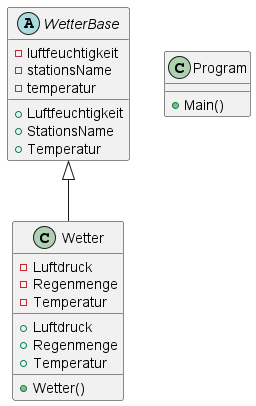 A WetterBase
luftfeuchtigkeit
stationsName
temperatur
Luftfeuchtigkeit
StationsName
Temperatur
C Program
Main()
C Wetter
Luftdruck
Regenmenge
Temperatur
Luftdruck
Regenmenge
Temperatur
Wetter()